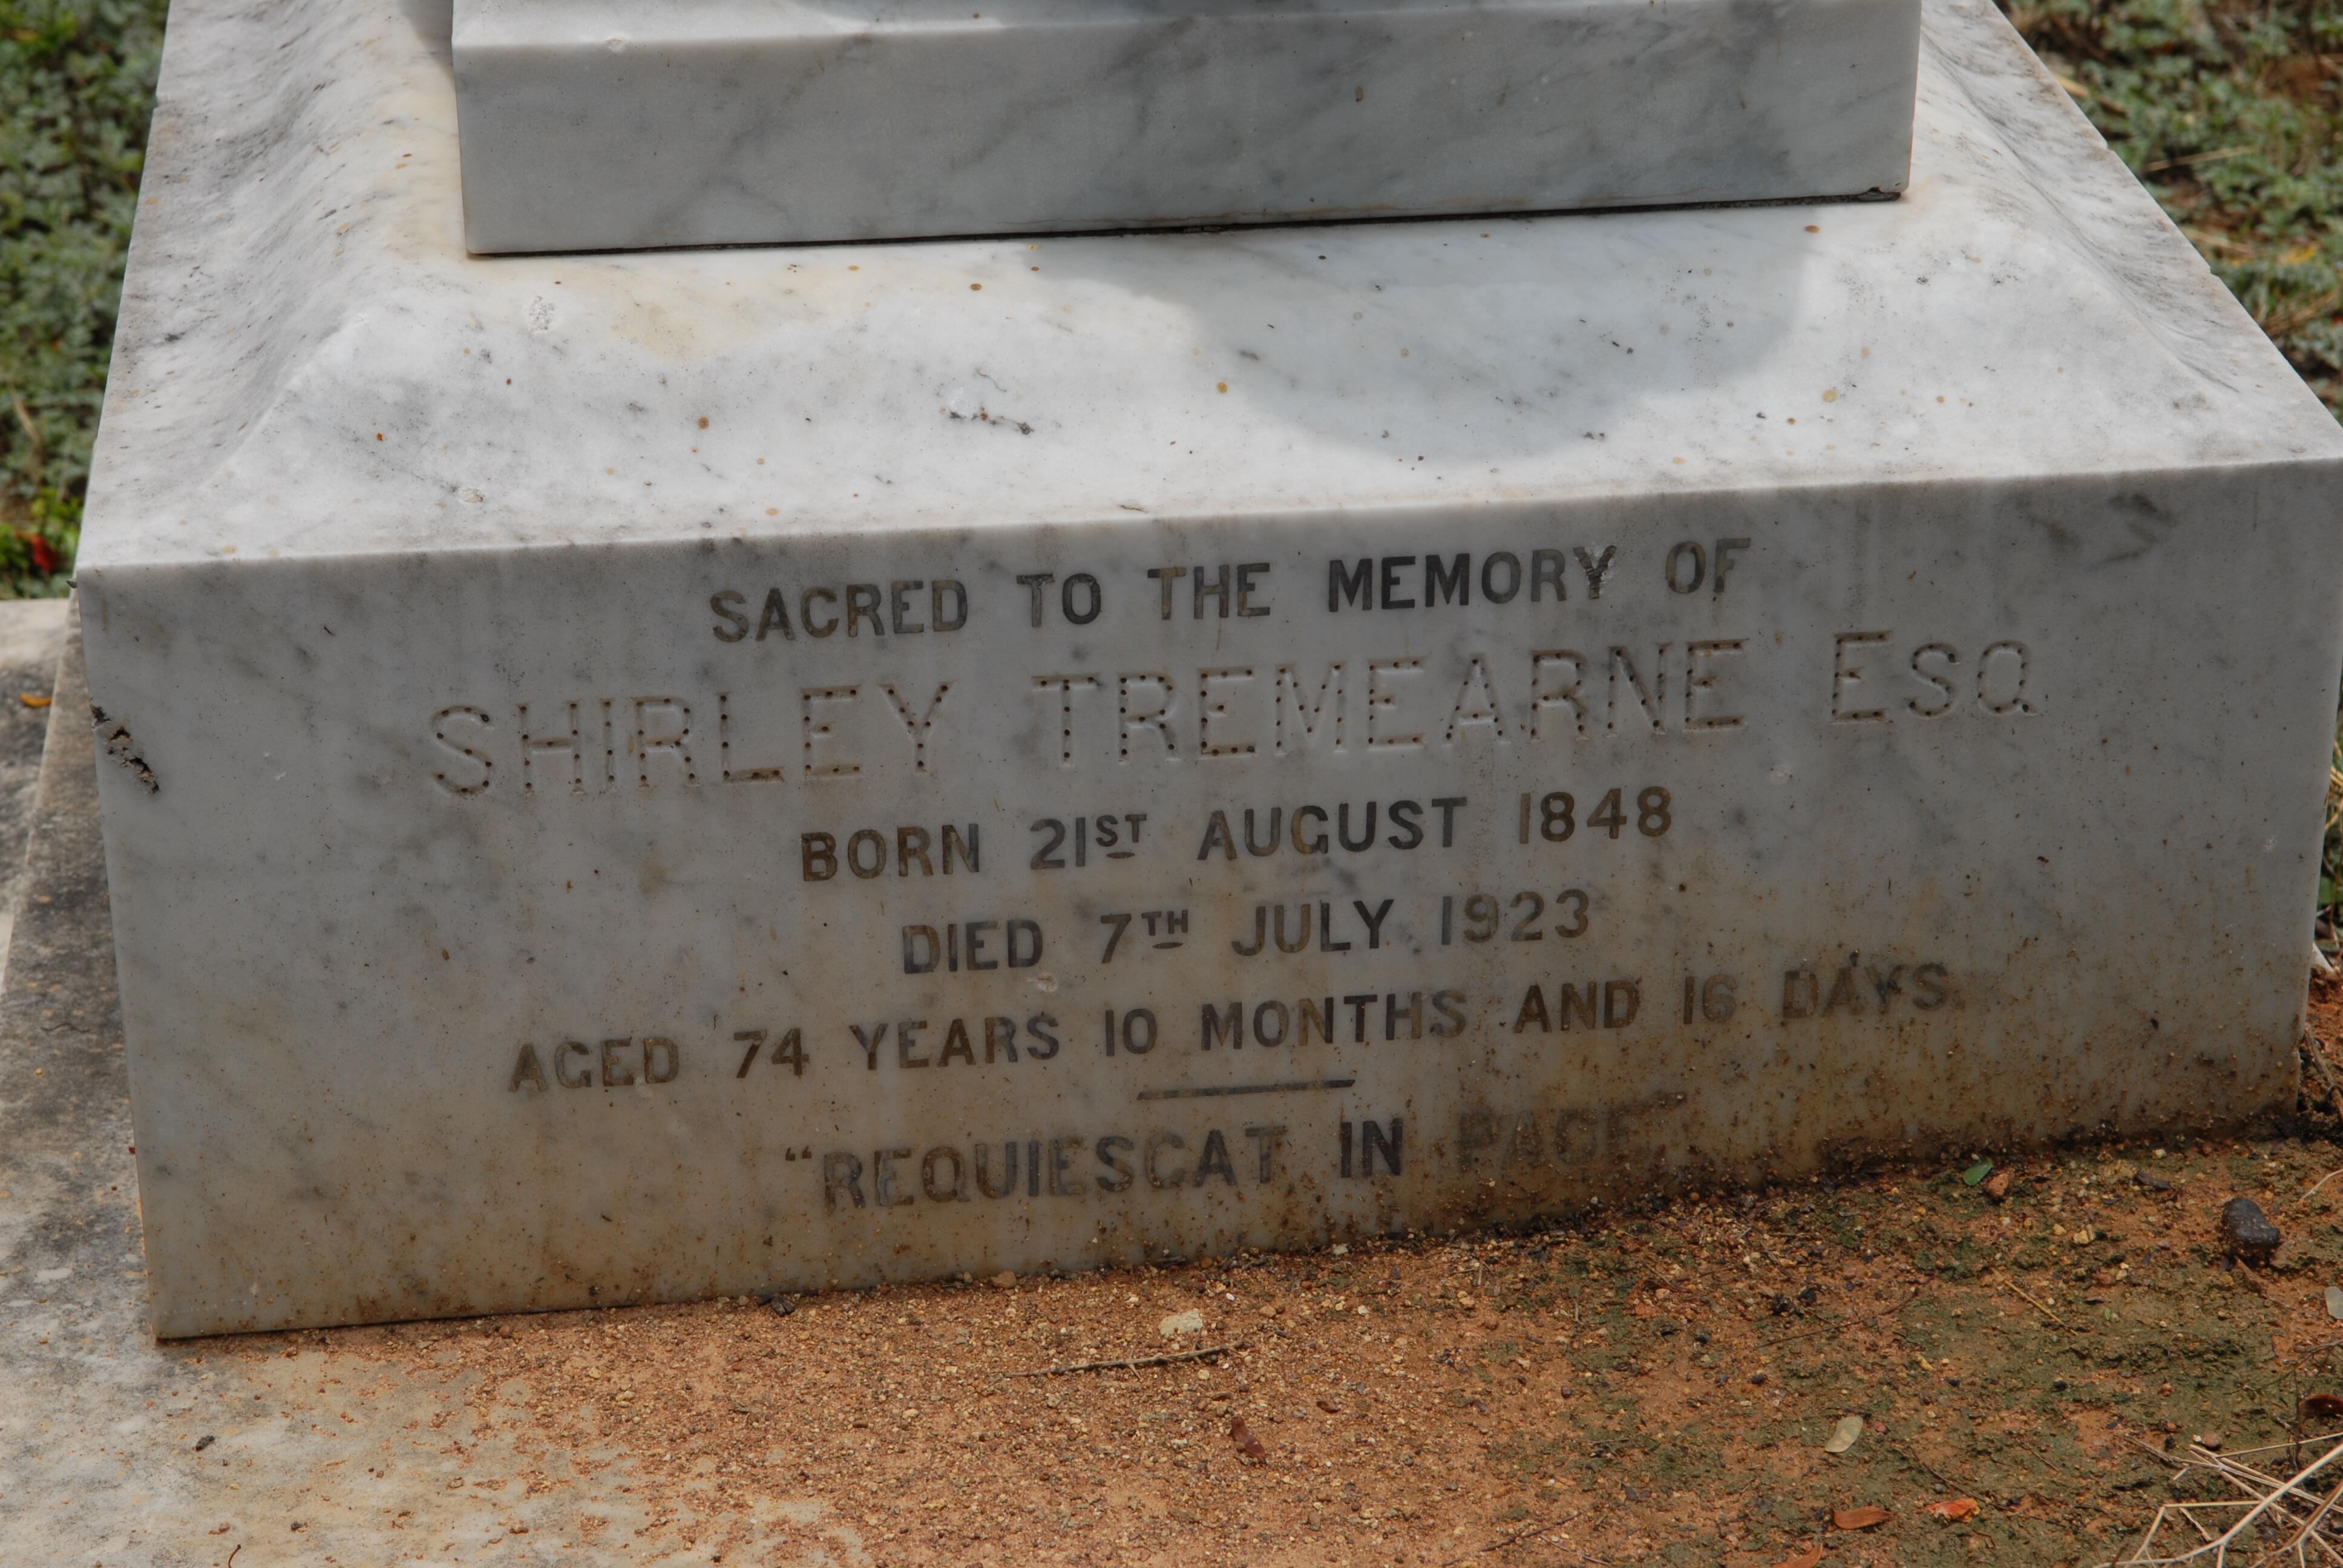 SACRED TO THE MEMORY OF
SHIRLEY TREMEARNE ESQ
BORN 21ST AUGUST 1848
DIED 7TH JULY 1923
AGED 74 YEARS 10 MONTHS AND 16 DAYS.
"REQUIESCAT IN PACE"